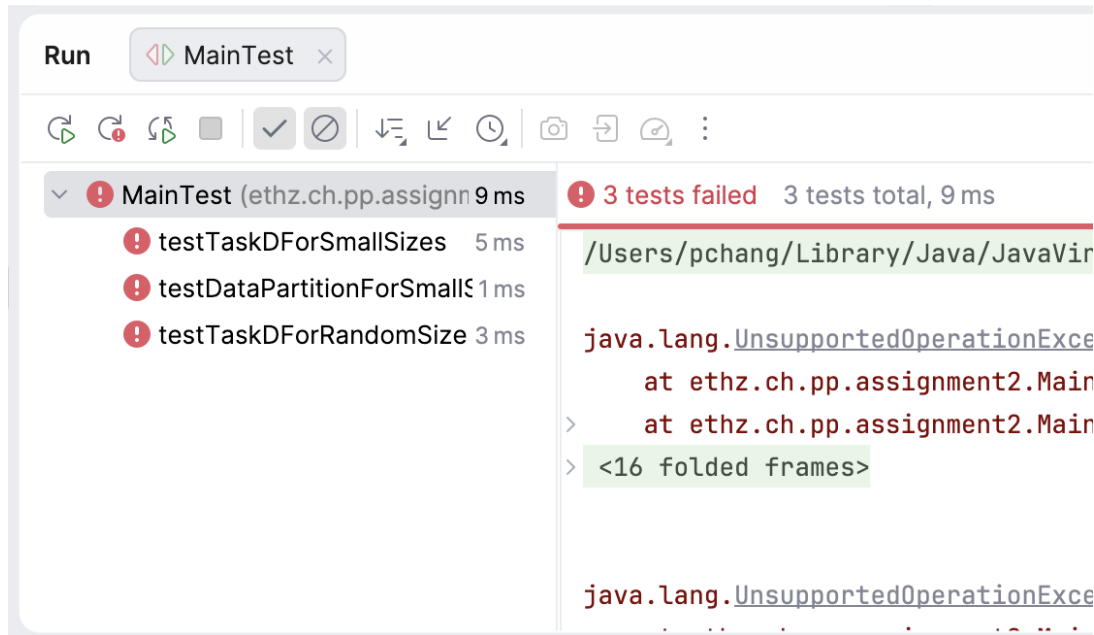 Run MainTest
MainTest (ethz.ch.pp.assignm 9 ms
testTaskDForSmallSizes 5 ms
testDataPartitionForSmallS 1 ms
testTaskDForRandomSize 3 ms
3 tests failed 3 tests total, 9 ms
/Users/pchang/Library/Java/JavaVir
java.lang.UnsupportedOperationExce
at ethz.ch.pp.assignment2.Main
at ethz.ch.pp.assignment2.Main
<16 folded frames>
java.lang.UnsupportedOperationExce